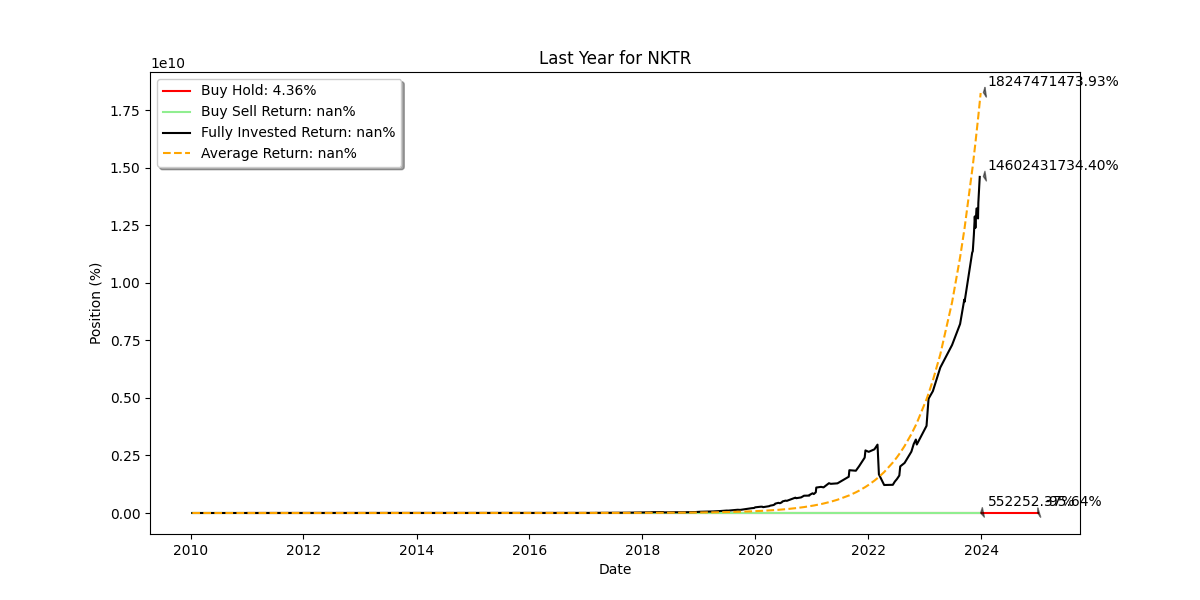 Last Year for NKTR
1e10
Buy Hold: 4.36%
Buy Sell Return: nan%
Fully Invested Return: nan%
Average Return: nan%
18247471473.93%
14602431734.40%
552252.39%
1.75
1.50
1.25
1.00
0.75
0.50
0.25
0.00
Position (%)
2010
2012
2014
2016
2018
2020
2022
2024
Date